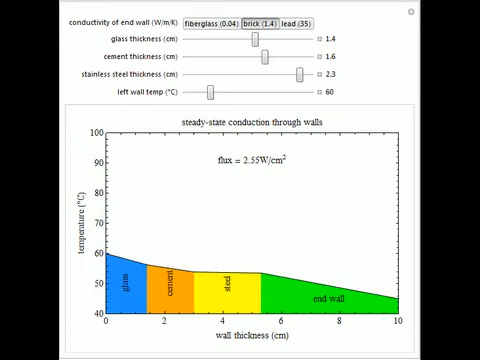 conductivity of end wall (W/m/K) fiberglass (0.04) brick (1.4) lead (35)
glass thickness (cm) 1.4
cement thickness (cm) 1.6
stainless steel thickness (cm) 2.3
left wall temp (°C) 60
steady-state conduction through walls
flux = 2.55W/cm²
temperature (°C)
100
90
80
70
60
50
40
glass
cement
steel
end wall
0 2 4 6 8 10
wall thickness (cm)